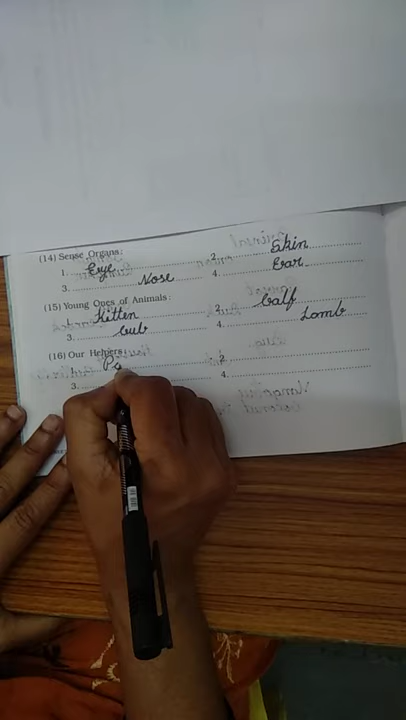 (14) Sense Organs:
1. Eye 2. Skin
3. Nose 4. Ear
(15) Young Ones of Animals:
1. Kitten 2. Calf
3. Cub 4. Lamb
(16) Our Helpers:
2.
3. 4.